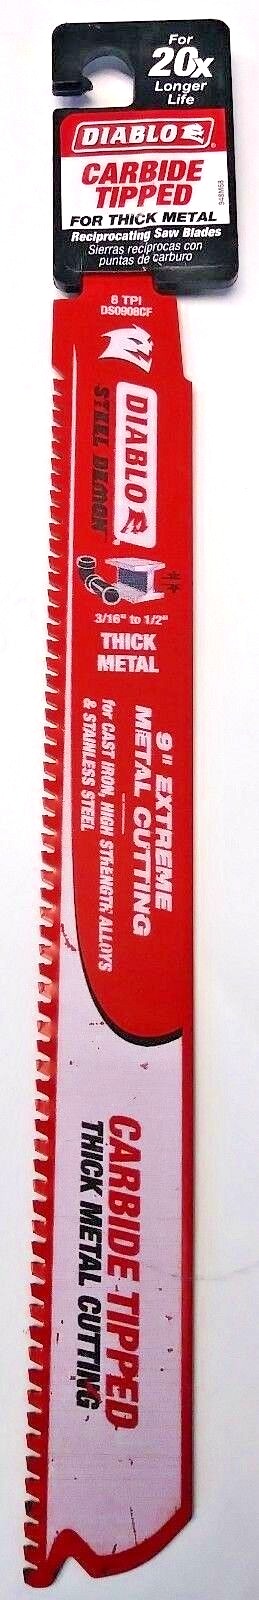 For
20x
Longer
Life
DIABLO
CARBIDE
TIPPED
FOR THICK METAL
Reciprocating Saw Blades
Sierras reciprocas con
puntas de carburo
948M58
8 TPI
DS0908CF
DIABLO
STEEL DEMON
3/16" to 1/2"
THICK
METAL
9" EXTREME
METAL CUTTING
for CAST IRON, HIGH STRENGTH ALLOYS
& STAINLESS STEEL
CARBIDE TIPPED
THICK METAL CUTTING